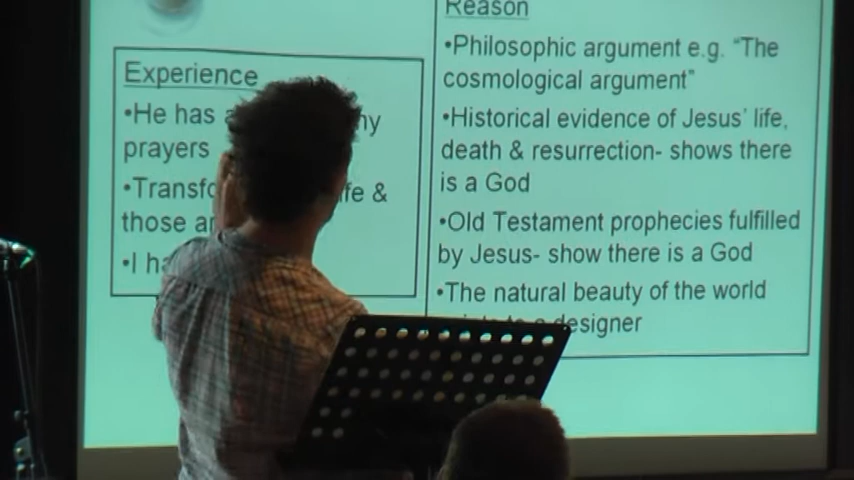 Experience
•He has
prayers
•Transfo
fe &
those
•I ha
Reason
•Philosophic argument e.g. “The
cosmological argument”
•Historical evidence of Jesus’ life,
death & resurrection- shows there
is a God
•Old Testament prophecies fulfilled
by Jesus- show there is a God
•The natural beauty of the world
designer